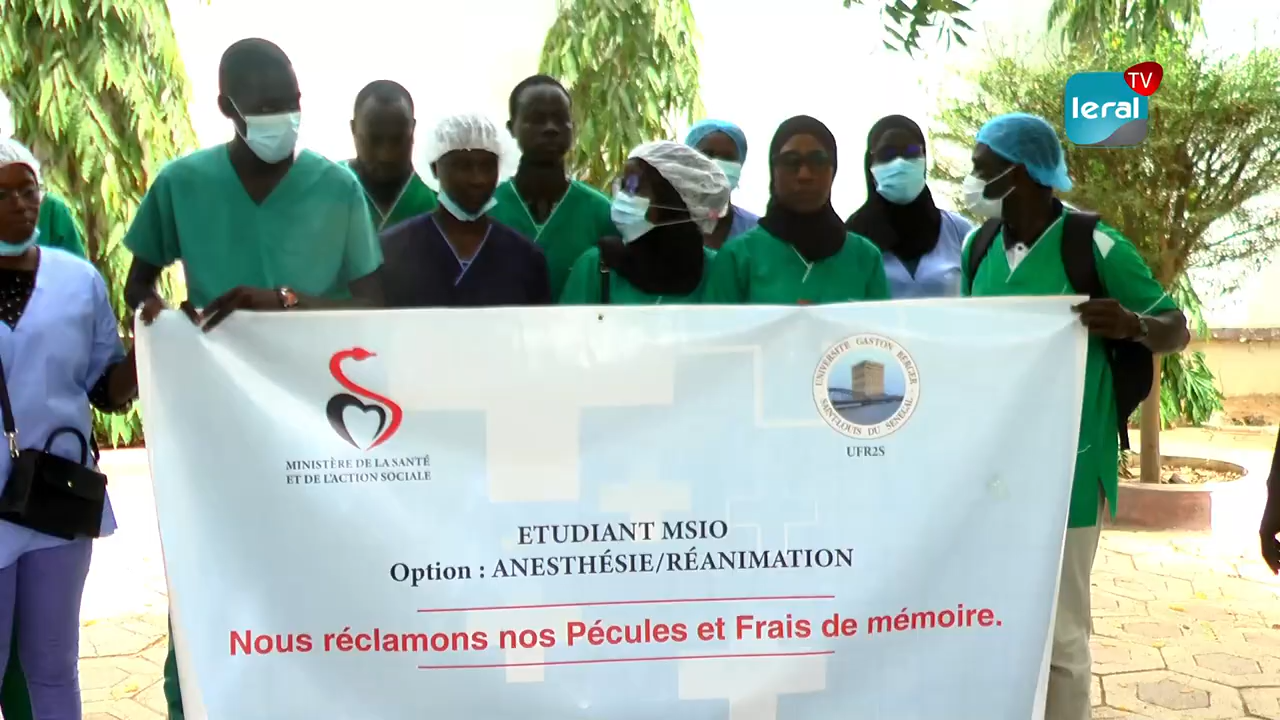 leral TV
UNIVERSITÉ GASTON BERGER
SAINT-LOUIS DU SENEGAL
UFR2S
MINISTÈRE DE LA SANTÉ
ET DE L'ACTION SOCIALE
ETUDIANT MSIO
Option : ANESTHÉSIE/RÉANIMATION
Nous réclamons nos Pécules et Frais de mémoire.